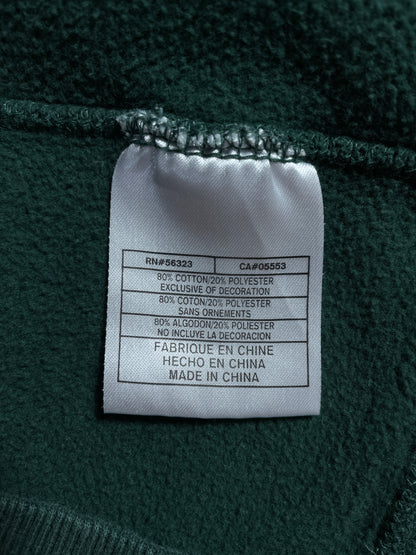 RN#56323 CA#05553
80% COTTON/20% POLYESTER
EXCLUSIVE OF DECORATION
80% COTON/20% POLYESTER
SANS ORNEMENTS
80% ALGODON/20% POLIESTER
NO INCLUYE LA DECORACION
FABRIQUE EN CHINE
HECHO EN CHINA
MADE IN CHINA